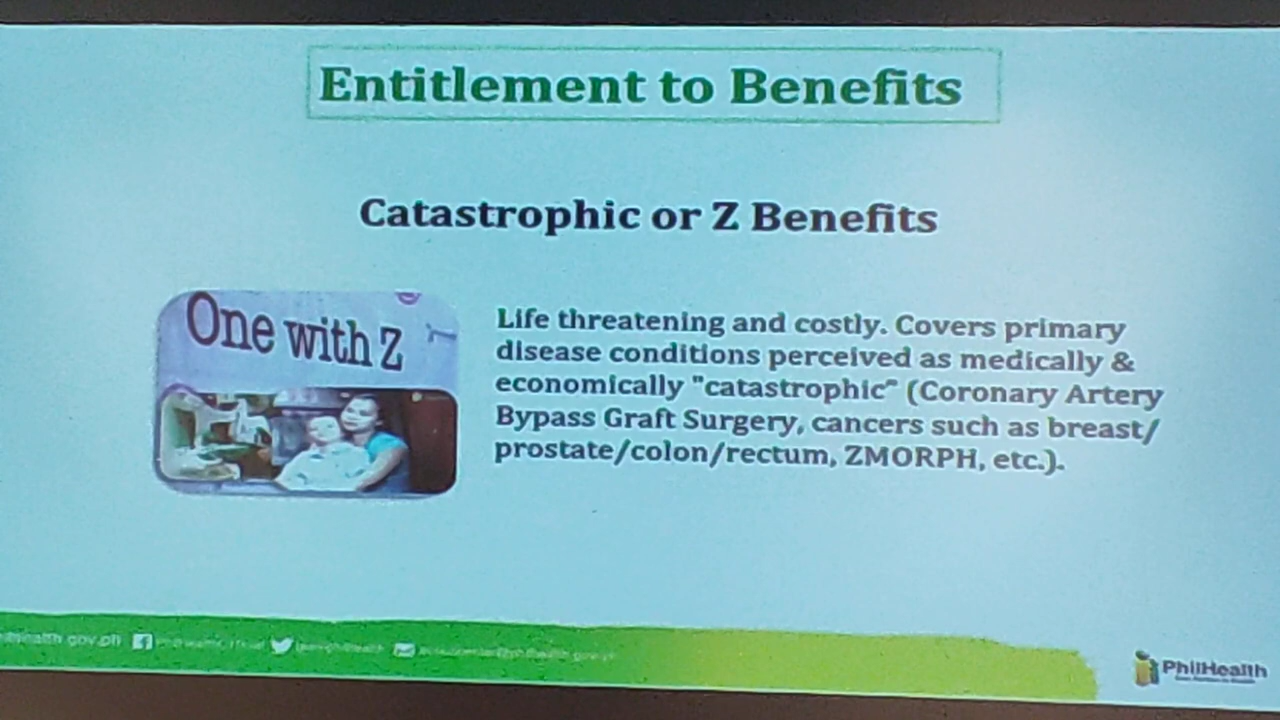 Entitlement to Benefits
Catastrophic or Z Benefits
One with Z
Life threatening and costly. Covers primary
disease conditions perceived as medically &
economically "catastrophic" (Coronary Artery
Bypass Graft Surgery, cancers such as breast/
prostate/colon/rectum, ZMORPH, etc.).
PhilHealth